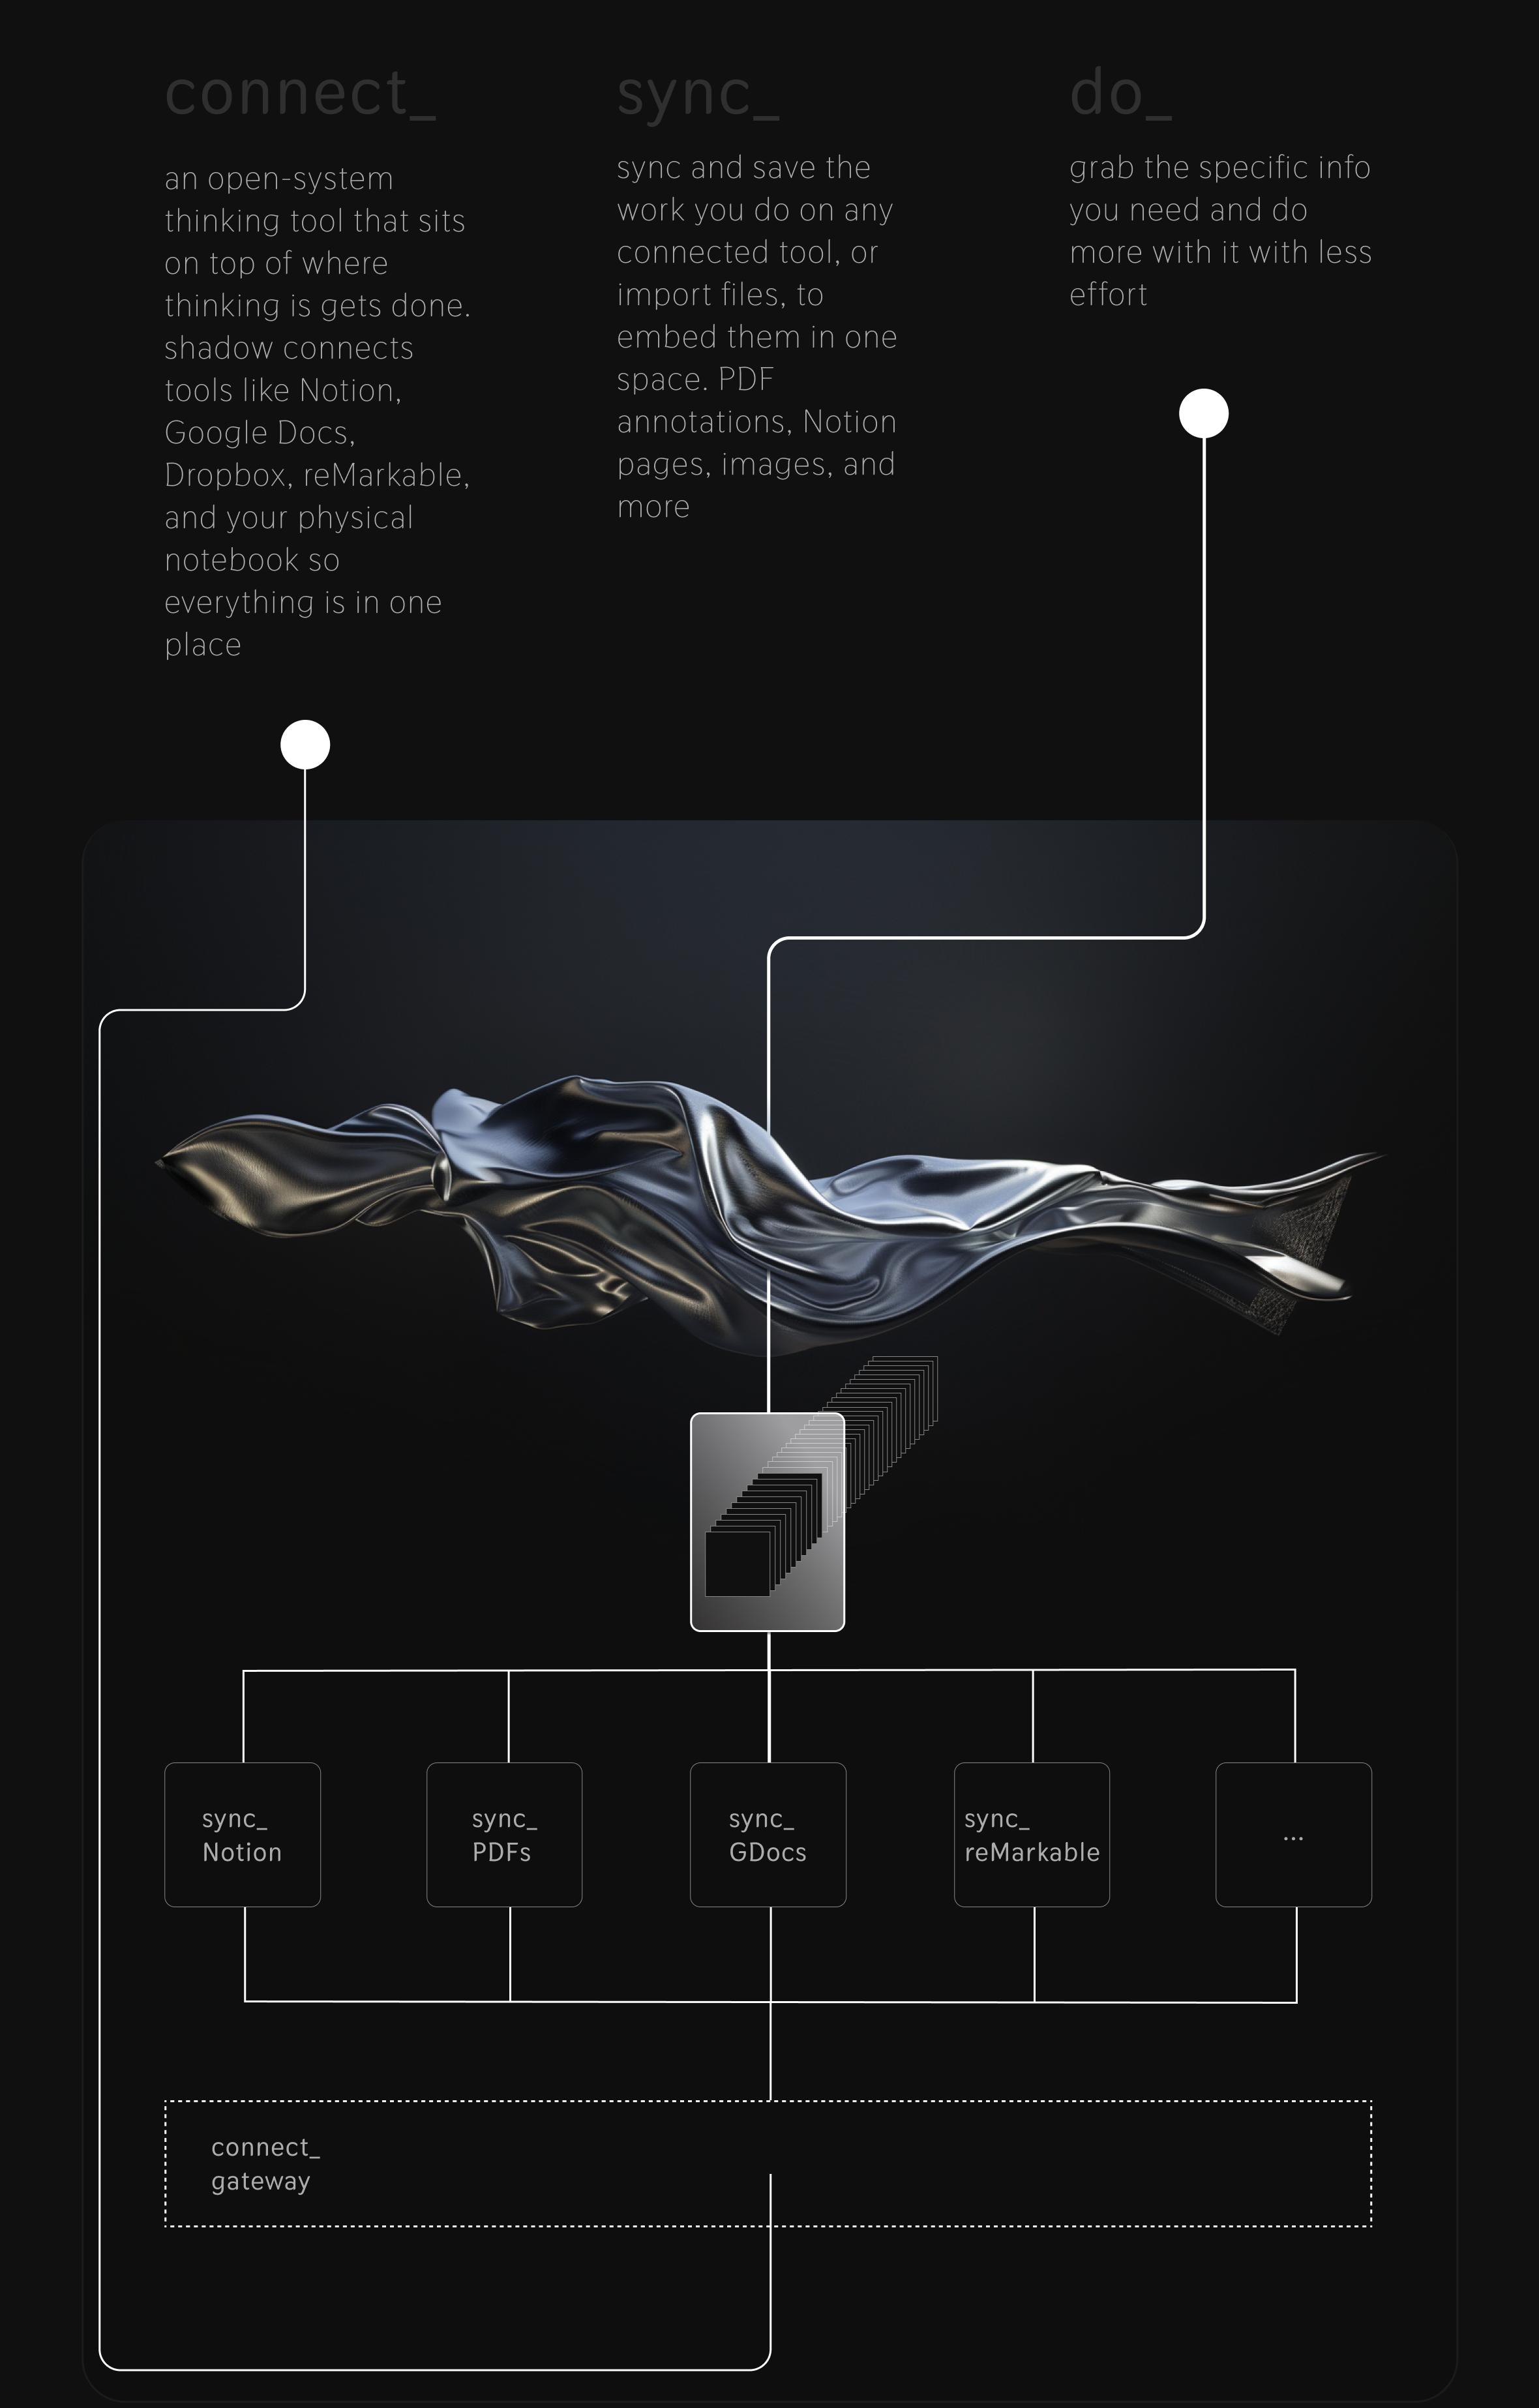 connect_
an open-system
thinking tool that sits
on top of where
thinking is gets done.
shadow connects
tools like Notion,
Google Docs,
Dropbox, reMarkable,
and your physical
notebook so
everything is in one
place
sync_
sync and save the
work you do on any
connected tool, or
import files, to
embed them in one
space. PDF
annotations, Notion
pages, images, and
more
do_
grab the specific info
you need and do
more with it with less
effort
sync_
Notion
sync_
PDFs
sync_
GDocs
sync_
reMarkable
...
connect_
gateway